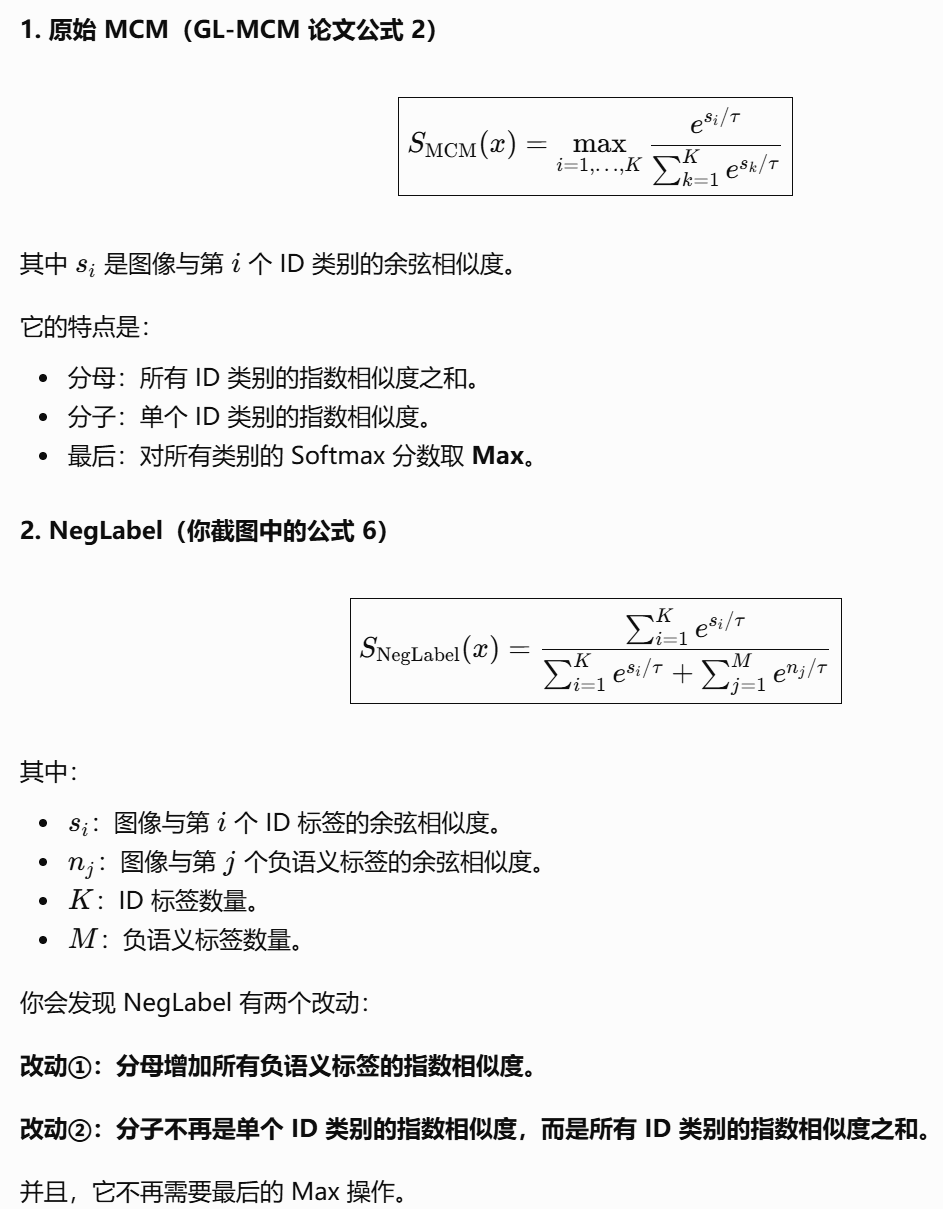 1. 原始 MCM（GL-MCM 论文公式 2）
S_MCM(x) = max_{i=1,…,K} e^{s_i/τ} / ∑_{k=1}^{K} e^{s_k/τ}
其中 s_i 是图像与第 i 个 ID 类别的余弦相似度。
它的特点是：
• 分母：所有 ID 类别的指数相似度之和。
• 分子：单个 ID 类别的指数相似度。
• 最后：对所有类别的 Softmax 分数取 Max。
2. NegLabel（你截图中的公式 6）
S_NegLabel(x) = ∑_{i=1}^{K} e^{s_i/τ} / (∑_{i=1}^{K} e^{s_i/τ} + ∑_{j=1}^{M} e^{n_j/τ})
其中：
• s_i：图像与第 i 个 ID 标签的余弦相似度。
• n_j：图像与第 j 个负语义标签的余弦相似度。
• K：ID 标签数量。
• M：负语义标签数量。
你会发现 NegLabel 有两个改动：
改动①：分母增加所有负语义标签的指数相似度。
改动②：分子不再是单个 ID 类别的指数相似度，而是所有 ID 类别的指数相似度之和。
并且，它不再需要最后的 Max 操作。